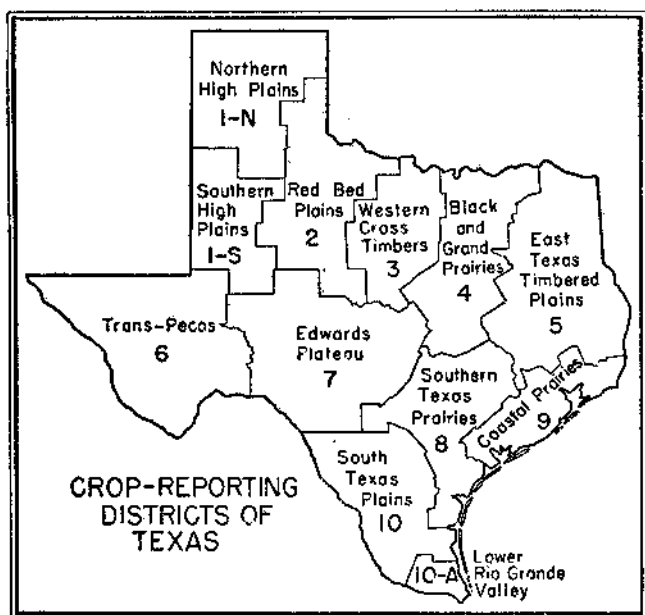 Northern
High Plains
1-N
Southern
High
Plains
1-S
Red Bed
Plains
2
Western
Cross
Timbers
3
Black
and
Grand
Prairies
4
East
Texas
Timbered
Plains
5
Trans-Pecos
6
Edwards
Plateau
7
Southern
Texas
Prairies
8
Coastal Prairies
9
South
Texas
Plains
10
10-A
Lower
Rio Grande
Valley
CROP-REPORTING
DISTRICTS OF
TEXAS